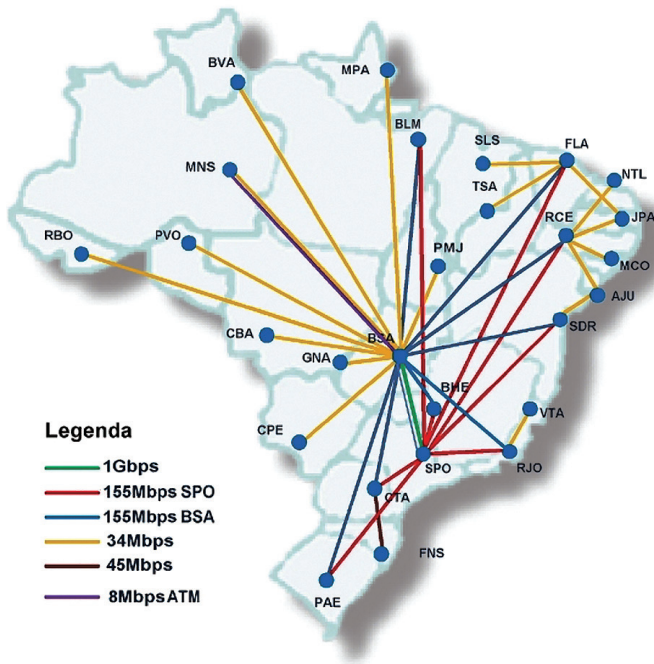 BVA
MPA
BLM
SLS
FLA
MNS
NTL
TSA
RCE
JPA
RBO
PVO
PMJ
MCO
AJU
SDR
CBA
BSA
GNA
BHE
VTA
CPE
SPO
RJO
CTA
FNS
PAE
Legenda
1Gbps
155Mbps SPO
155Mbps BSA
34Mbps
45Mbps
8Mbps ATM